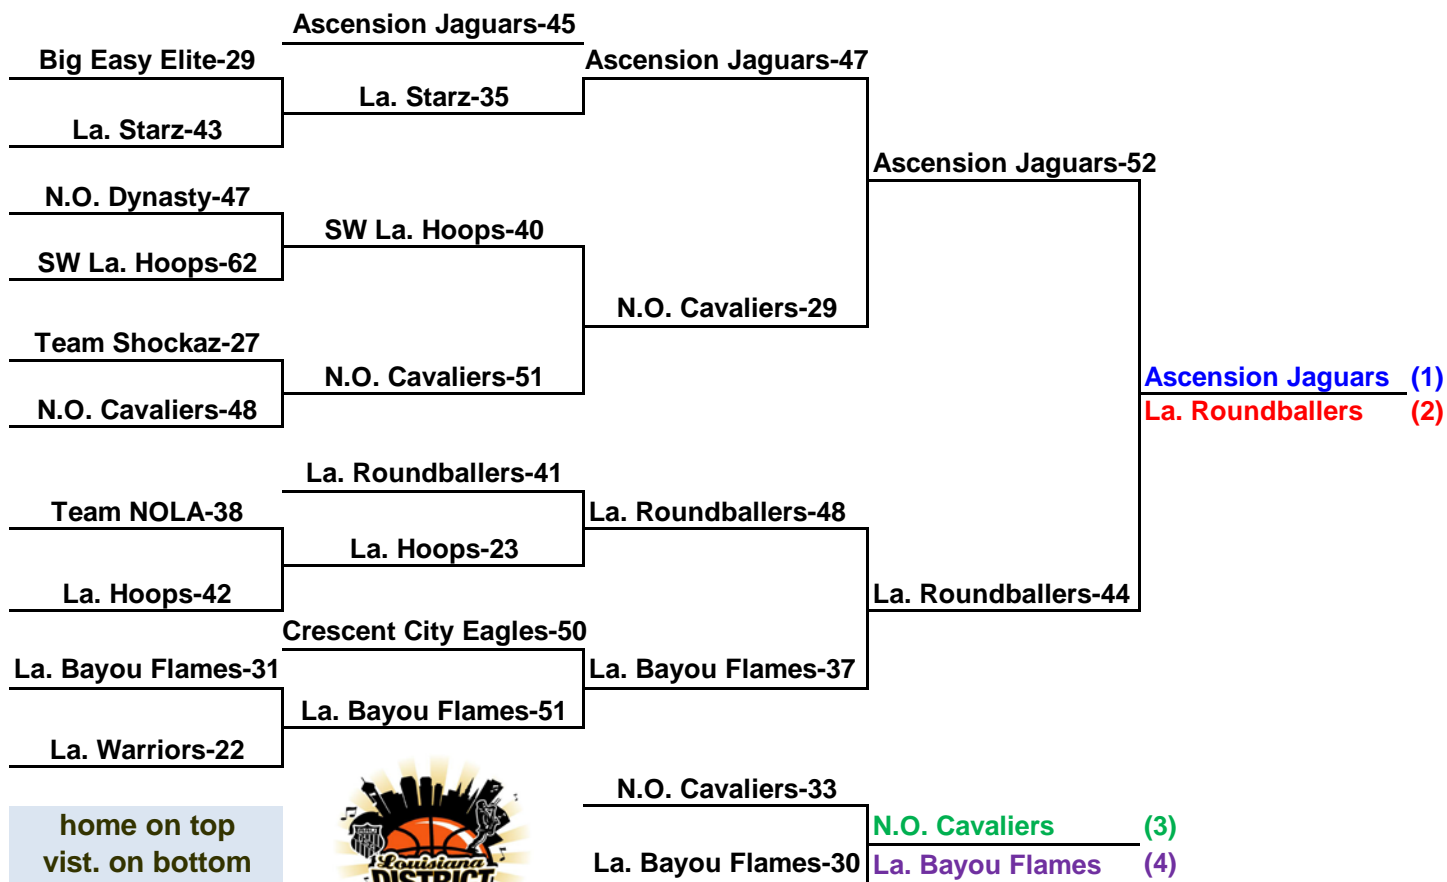 Ascension Jaguars-45
Big Easy Elite-29
Ascension Jaguars-47
La. Starz-35
La. Starz-43
Ascension Jaguars-52
N.O. Dynasty-47
SW La. Hoops-40
SW La. Hoops-62
N.O. Cavaliers-29
Team Shockaz-27
N.O. Cavaliers-51
Ascension Jaguars (1)
N.O. Cavaliers-48
La. Roundballers (2)
La. Roundballers-41
Team NOLA-38
La. Roundballers-48
La. Hoops-23
La. Hoops-42
La. Roundballers-44
Crescent City Eagles-50
La. Bayou Flames-31
La. Bayou Flames-37
La. Bayou Flames-51
La. Warriors-22
N.O. Cavaliers-33
home on top
N.O. Cavaliers (3)
vist. on bottom
La. Bayou Flames-30
La. Bayou Flames (4)
Louisiana
DISTRICT